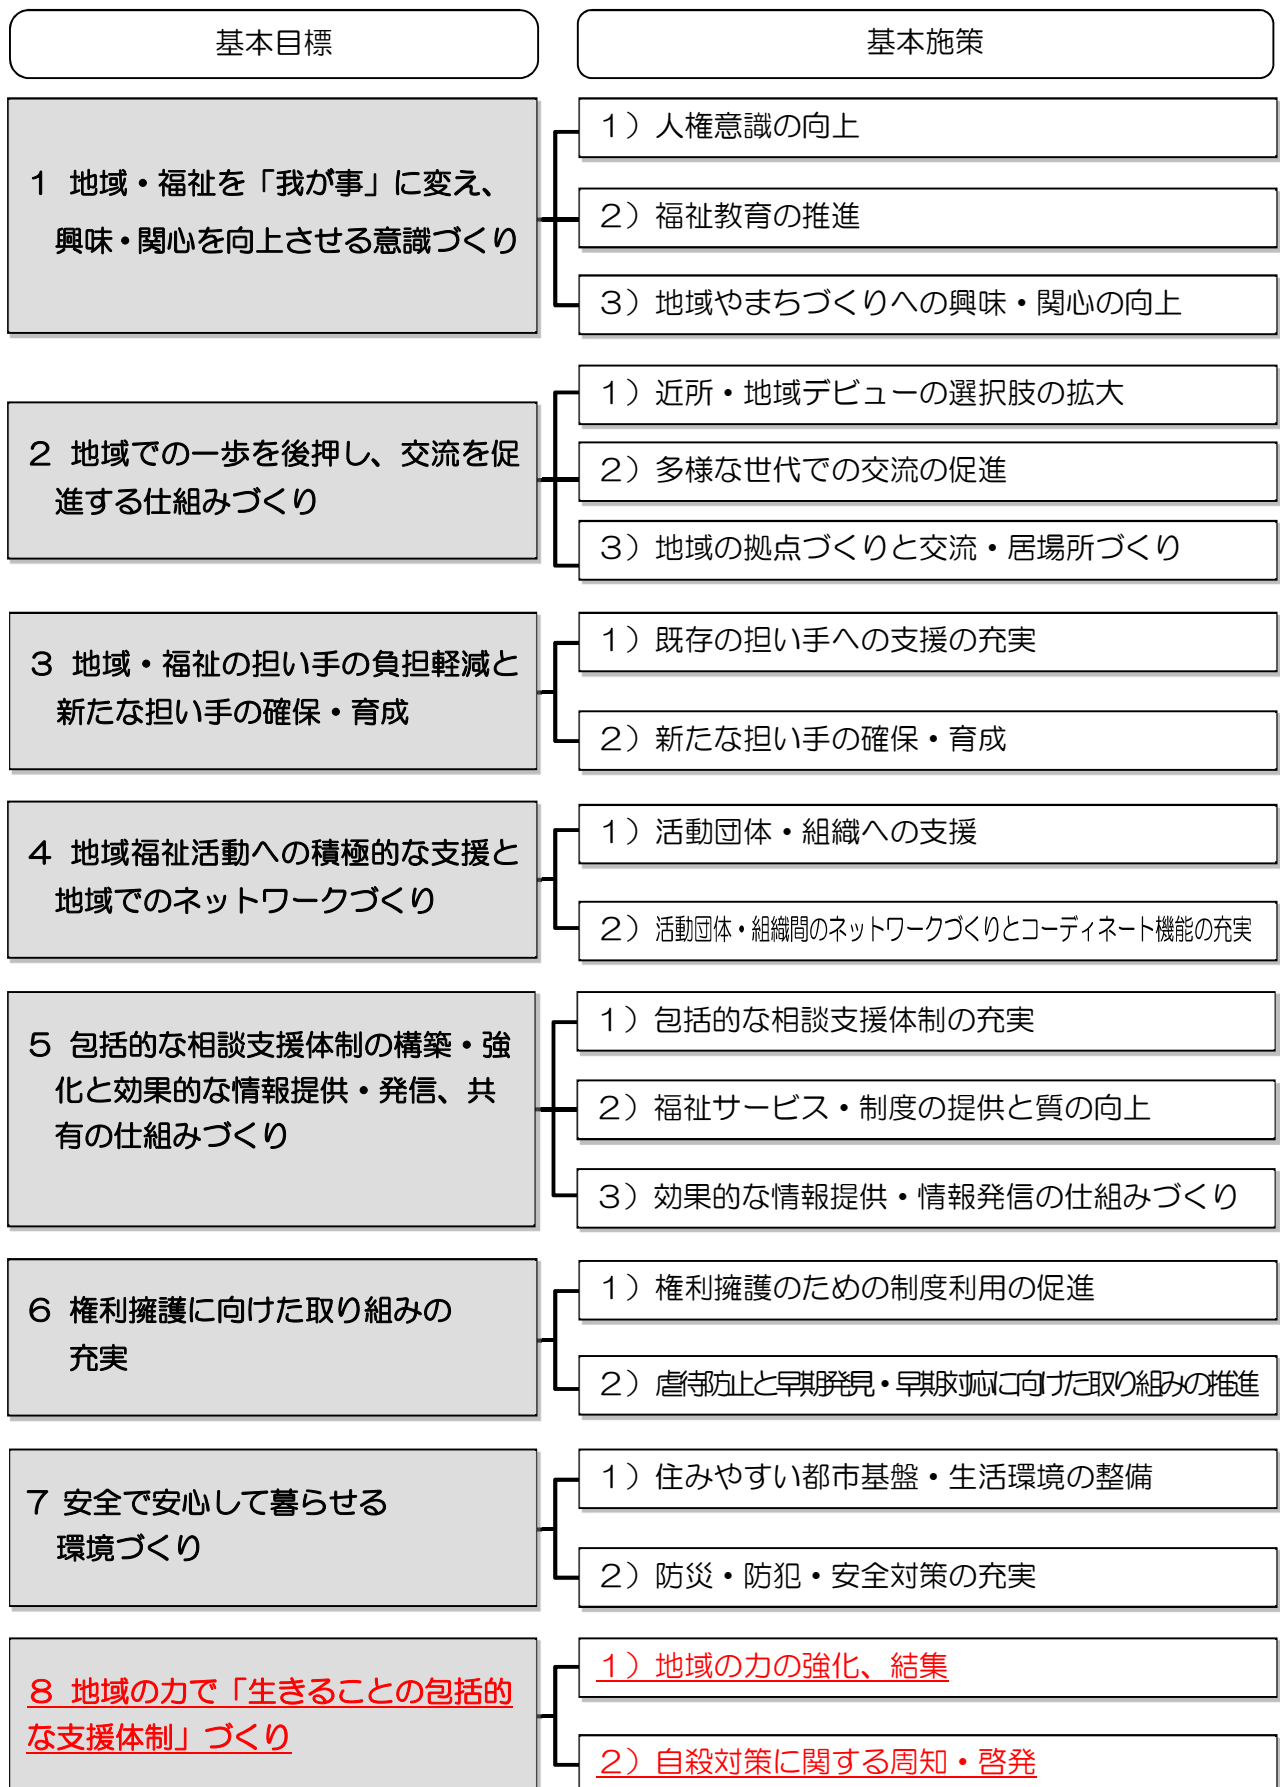 基本目標
基本施策
1 地域・福祉を「我が事」に変え、
興味・関心を向上させる意識づくり
1）人権意識の向上
2）福祉教育の推進
3）地域やまちづくりへの興味・関心の向上
2 地域での一歩を後押し、交流を促
進する仕組みづくり
1）近所・地域デビューの選択肢の拡大
2）多様な世代での交流の促進
3）地域の拠点づくりと交流・居場所づくり
3 地域・福祉の担い手の負担軽減と
新たな担い手の確保・育成
1）既存の担い手への支援の充実
2）新たな担い手の確保・育成
4 地域福祉活動への積極的な支援と
地域でのネットワークづくり
1）活動団体・組織への支援
2）活動団体・組織間のネットワークづくりとコーディネート機能の充実
5 包括的な相談支援体制の構築・強
化と効果的な情報提供・発信、共
有の仕組みづくり
1）包括的な相談支援体制の充実
2）福祉サービス・制度の提供と質の向上
3）効果的な情報提供・情報発信の仕組みづくり
6 権利擁護に向けた取り組みの
充実
1）権利擁護のための制度利用の促進
2）虐待防止と早期発見・早期対応に向けた取り組みの推進
7 安全で安心して暮らせる
環境づくり
1）住みやすい都市基盤・生活環境の整備
2）防災・防犯・安全対策の充実
8 地域の力で「生きることの包括的
な支援体制」づくり
1）地域の力の強化、結集
2）自殺対策に関する周知・啓発